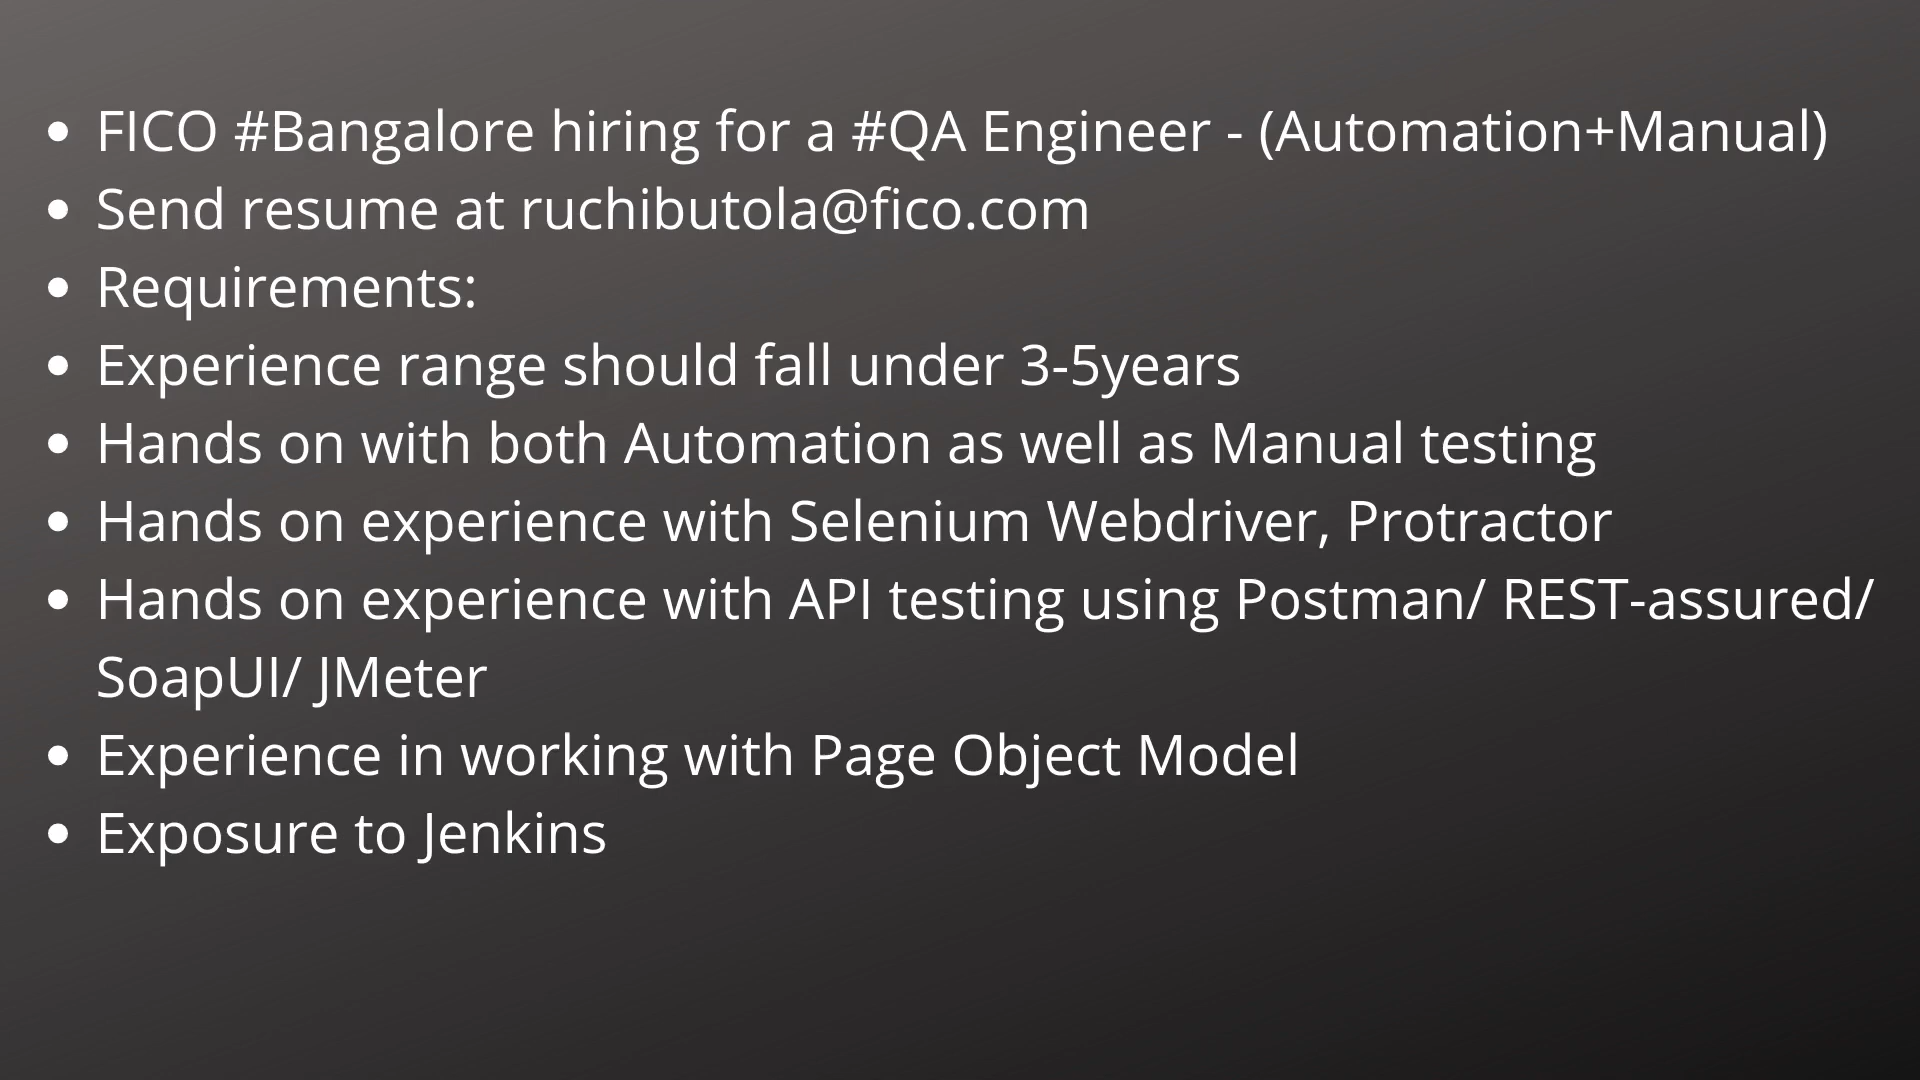 • FICO #Bangalore hiring for a #QA Engineer - (Automation+Manual)
• Send resume at ruchibutola@fico.com
• Requirements:
• Experience range should fall under 3-5years
• Hands on with both Automation as well as Manual testing
• Hands on experience with Selenium Webdriver, Protractor
• Hands on experience with API testing using Postman/ REST-assured/
SoapUI/ JMeter
• Experience in working with Page Object Model
• Exposure to Jenkins